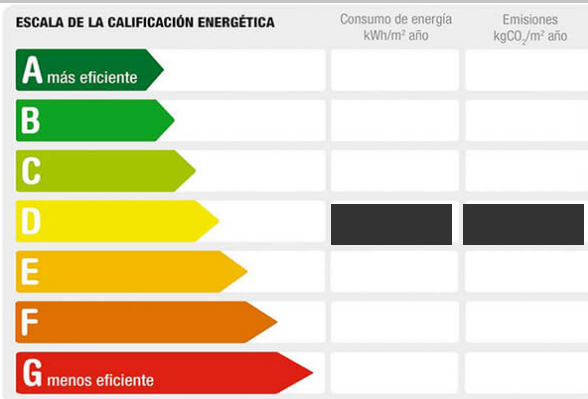 ESCALA DE LA CALIFICACIÓN ENERGÉTICA
Consumo de energía
kWh/m² año
Emisiones
kgCO₂/m² año
A más eficiente
B
C
D
E
F
G menos eficiente